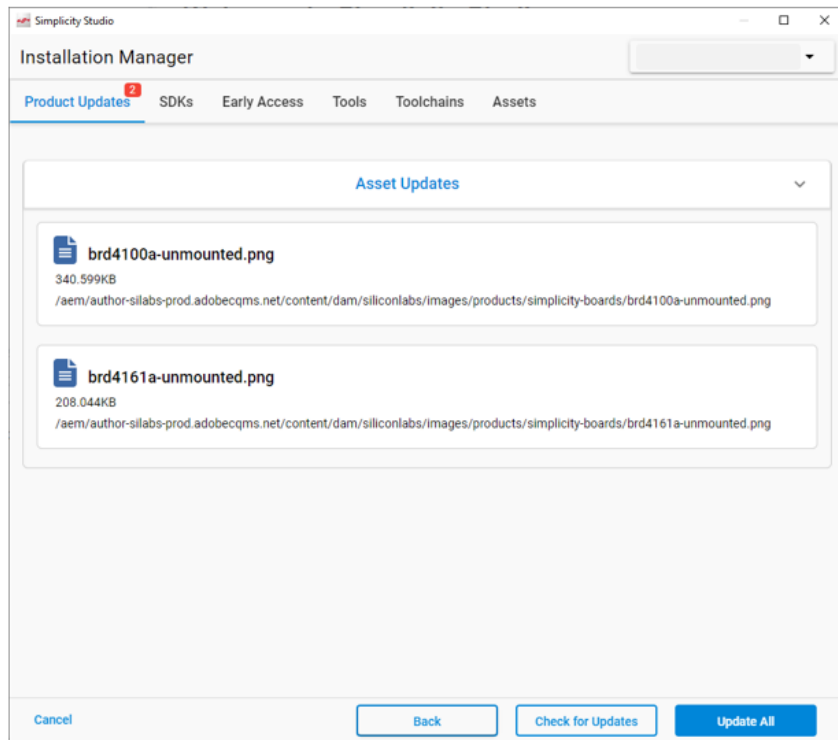 Simplicity Studio
Installation Manager
Product Updates 2 SDKs Early Access Tools Toolchains Assets
Asset Updates
brd4100a-unmounted.png
340.599KB
/aem/author-silabs-prod.adobecqms.net/content/dam/siliconlabs/images/products/simplicity-boards/brd4100a-unmounted.png
brd4161a-unmounted.png
208.044KB
/aem/author-silabs-prod.adobecqms.net/content/dam/siliconlabs/images/products/simplicity-boards/brd4161a-unmounted.png
Cancel Back Check for Updates Update All